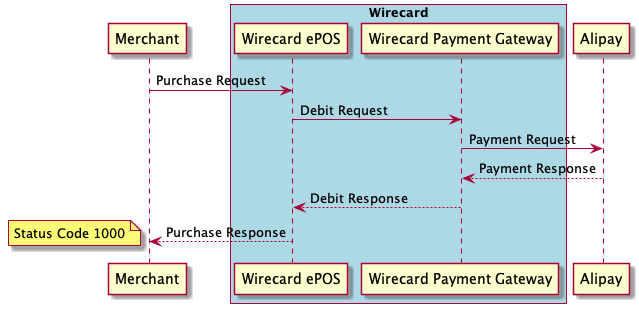 Wirecard
Merchant
Wirecard ePOS
Wirecard Payment Gateway
Alipay
Purchase Request
Debit Request
Payment Request
Payment Response
Debit Response
Purchase Response
Status Code 1000
Merchant
Wirecard ePOS
Wirecard Payment Gateway
Alipay